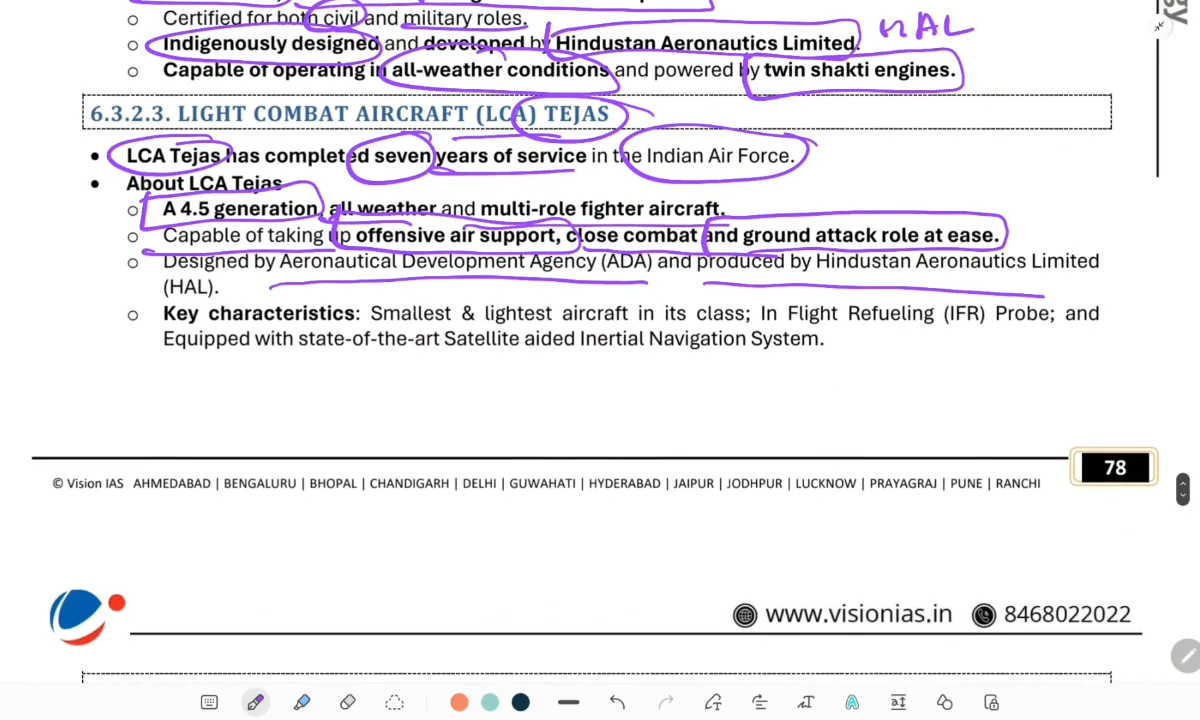 Certified for both civil and military roles.
HAL
Indigenously designed and developed by Hindustan Aeronautics Limited.
Capable of operating in all-weather conditions and powered by twin shakti engines.
6.3.2.3. LIGHT COMBAT AIRCRAFT (LCA) TEJAS
LCA Tejas has completed seven years of service in the Indian Air Force.
About LCA Tejas
A 4.5 generation, all weather and multi-role fighter aircraft.
Capable of taking up offensive air support, close combat and ground attack role at ease.
Designed by Aeronautical Development Agency (ADA) and produced by Hindustan Aeronautics Limited
(HAL).
Key characteristics: Smallest & lightest aircraft in its class; In Flight Refueling (IFR) Probe; and
Equipped with state-of-the-art Satellite aided Inertial Navigation System.
78
© Vision IAS AHMEDABAD | BENGALURU | BHOPAL | CHANDIGARH | DELHI | GUWAHATI | HYDERABAD | JAIPUR | JODHPUR | LUCKNOW | PRAYAGRAJ | PUNE | RANCHI
www.visionias.in 8468022022